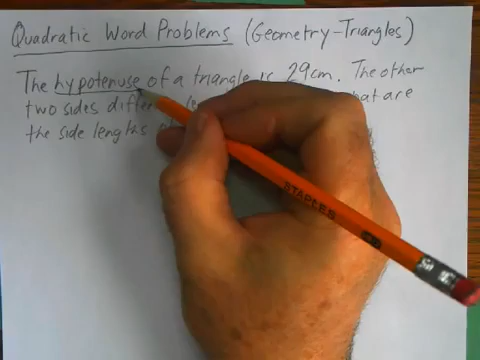 Quadratic Word Problems (Geometry-Triangles)
The hypotenuse of a triangle is 29cm. The other
two sides differ are
the side lengths
STAPLES